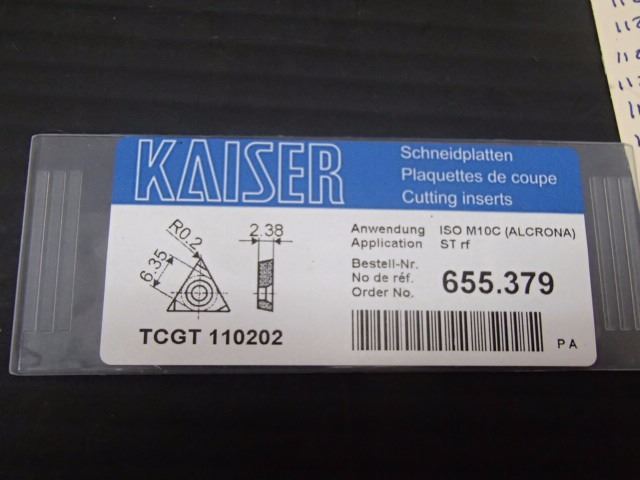 KAISER
Schneidplatten
Plaquettes de coupe
Cutting inserts
R0.2
2.38
6.35
TCGT 110202
Anwendung ISO M10C (ALCRONA)
Application ST rf
Bestell-Nr.
No de réf. 655.379
Order No.
P A